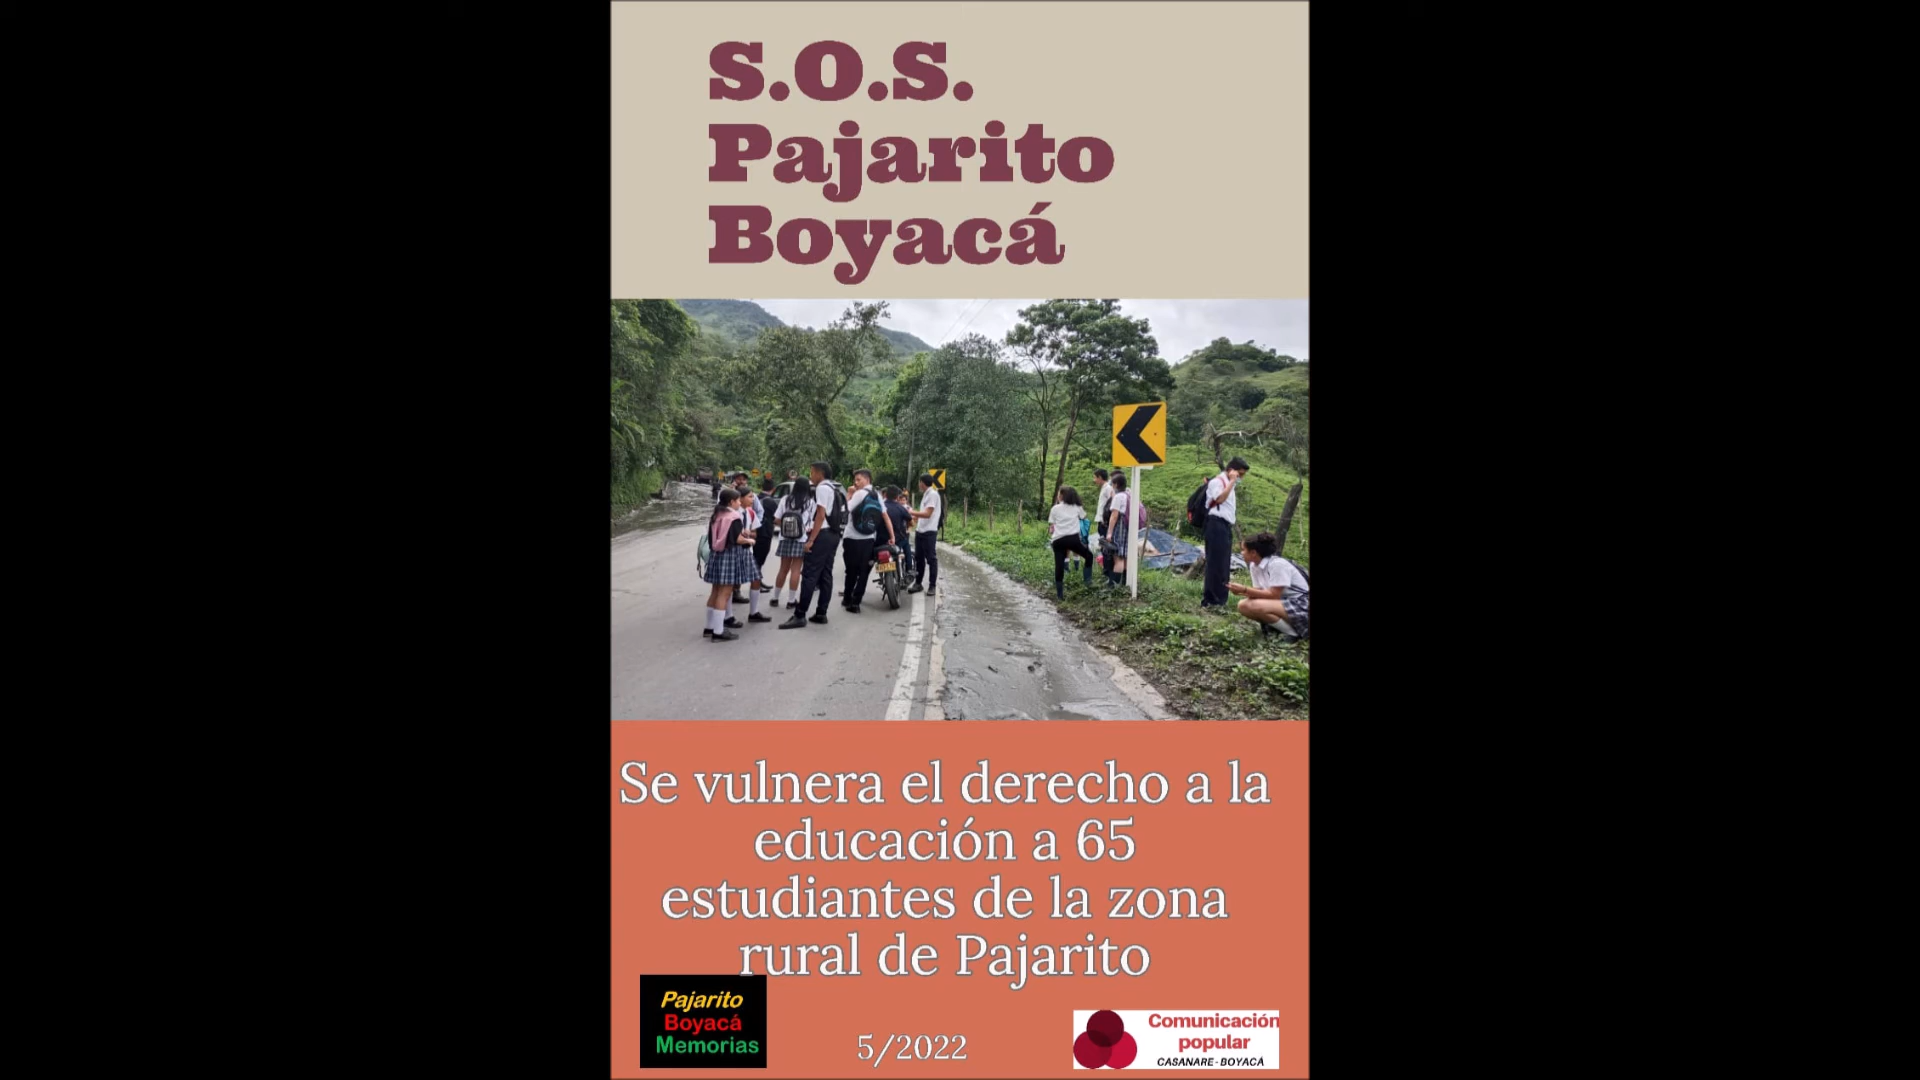 S.O.S.
Pajarito
Boyacá
Se vulnera el derecho a la
educación a 65
estudiantes de la zona
rural de Pajarito
Pajarito
Boyacá
Memorias
5/2022
Comunicación
popular
CASANARE - BOYACÁ